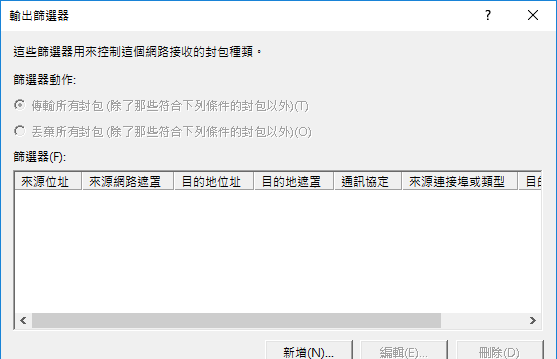 輸出篩選器
這些篩選器用來控制這個網路接收的封包種類。
篩選器動作:
傳輸所有封包 (除了那些符合下列條件的封包以外)(T)
丟棄所有封包 (除了那些符合下列條件的封包以外)(O)
篩選器(F):
來源位址 來源網路遮罩 目的地位址 目的地遮罩 通訊協定 來源連接埠或類型 目的
新增(N)... 編輯(E)... 刪除(D)